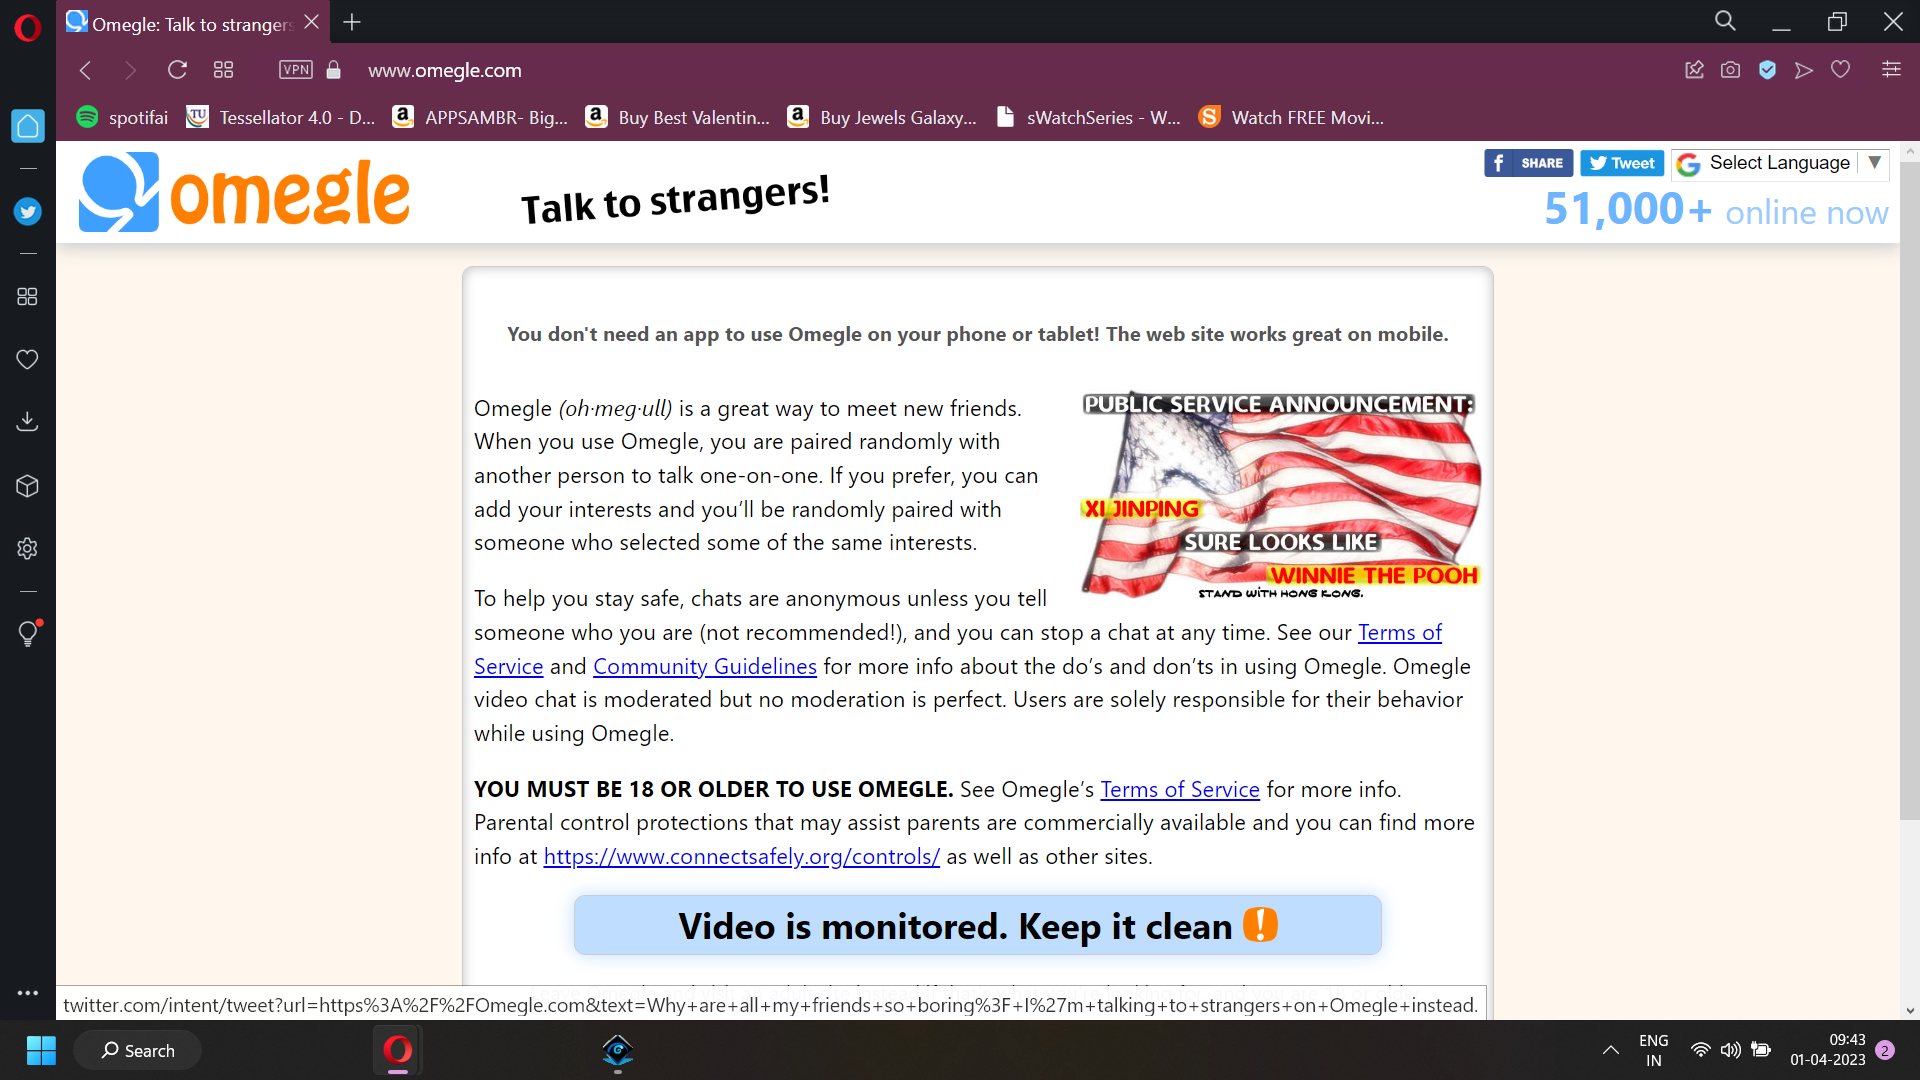 Omegle: Talk to strangers
VPN
www.omegle.com
spotifai
TU
Tessellator 4.0 - D...
APPSAMBR- Big...
Buy Best Valentin...
Buy Jewels Galaxy...
sWatchSeries - W...
Watch FREE Movi...
omegle
Talk to strangers!
SHARE
Tweet
Select Language
51,000+ online now
You don't need an app to use Omegle on your phone or tablet! The web site works great on mobile.
Omegle (oh·meg·ull) is a great way to meet new friends.
When you use Omegle, you are paired randomly with
another person to talk one-on-one. If you prefer, you can
add your interests and you’ll be randomly paired with
someone who selected some of the same interests.
PUBLIC SERVICE ANNOUNCEMENT:
XI JINPING
SURE LOOKS LIKE
WINNIE THE POOH
STAND WITH HONG KONG.
To help you stay safe, chats are anonymous unless you tell
someone who you are (not recommended!), and you can stop a chat at any time. See our Terms of
Service and Community Guidelines for more info about the do’s and don’ts in using Omegle. Omegle
video chat is moderated but no moderation is perfect. Users are solely responsible for their behavior
while using Omegle.
YOU MUST BE 18 OR OLDER TO USE OMEGLE. See Omegle’s Terms of Service for more info.
Parental control protections that may assist parents are commercially available and you can find more
info at https://www.connectsafely.org/controls/ as well as other sites.
Video is monitored. Keep it clean !
twitter.com/intent/tweet?url=https%3A%2F%2FOmegle.com&text=Why+are+all+my+friends+so+boring%3F+I%27m+talking+to+strangers+on+Omegle+instead.
Search
ENG
IN
09:43
01-04-2023
2